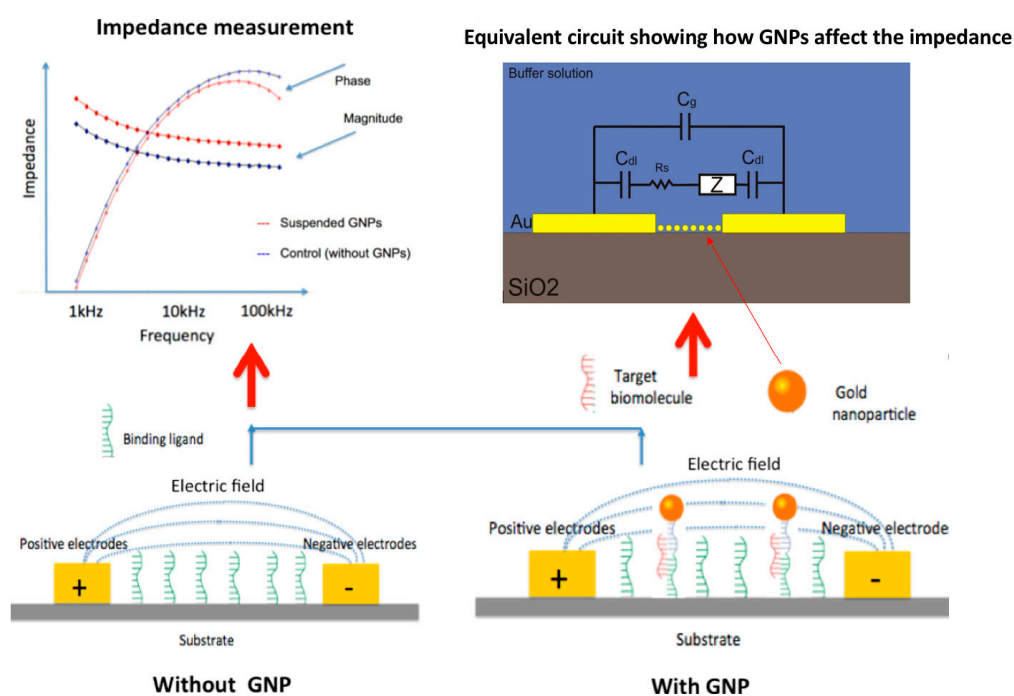 Impedance measurement
Equivalent circuit showing how GNPs affect the impedance
Impedance
Phase
Magnitude
Suspended GNPs
Control (without GNPs)
1kHz
10kHz
100kHz
Frequency
Buffer solution
Cg
Cdl
Rs
Z
Cdl
Au
SiO2
Binding ligand
Target
biomolecule
Gold
nanoparticle
Electric field
Positive electrodes
Negative electrodes
+
-
Substrate
Without GNP
Electric field
Positive electrodes
Negative electrode
+
-
Substrate
With GNP